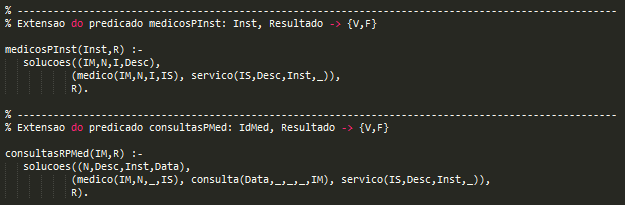 % ---------------------------------------------------------------------------------
% Extensao do predicado medicosPInst: Inst, Resultado -> {V,F}
medicosPInst(Inst,R) :-
solucoes((IM,N,I,Desc),
(medico(IM,N,I,IS), servico(IS,Desc,Inst,_)),
R).
% ---------------------------------------------------------------------------------
% Extensao do predicado consultasPMed: IdMed, Resultado -> {V,F}
consultasRPMed(IM,R) :-
solucoes((N,Desc,Inst,Data),
(medico(IM,N,_,IS), consulta(Data,_,_,_,IM), servico(IS,Desc,Inst,_)),
R).